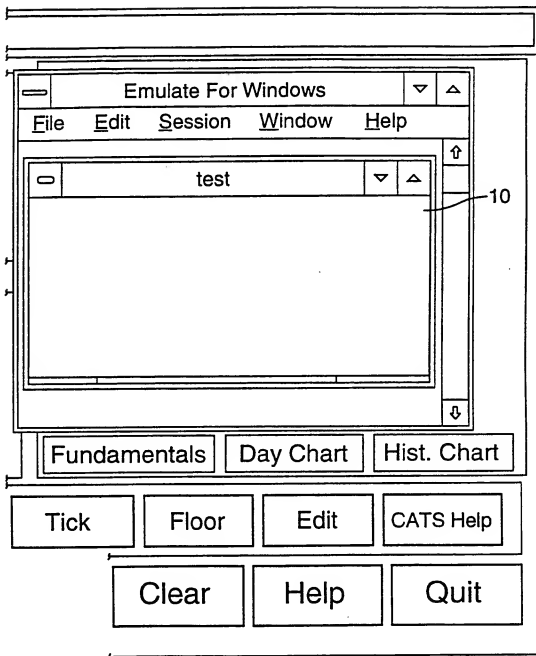 Emulate For Windows
File Edit Session Window Help
test
10
Fundamentals Day Chart Hist. Chart
Tick Floor Edit CATS Help
Clear Help Quit